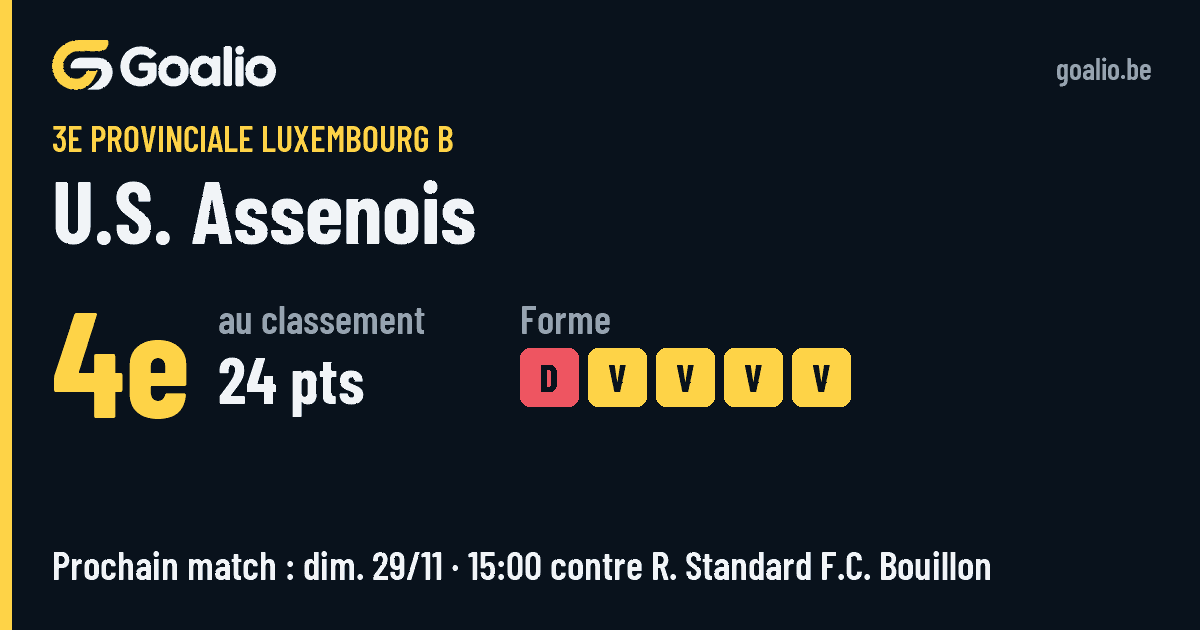 Goalio
goalio.be
3E PROVINCIALE LUXEMBOURG B
U.S. Assenois
4e
au classement
24 pts
Forme
D V V V V
Prochain match : dim. 29/11 · 15:00 contre R. Standard F.C. Bouillon